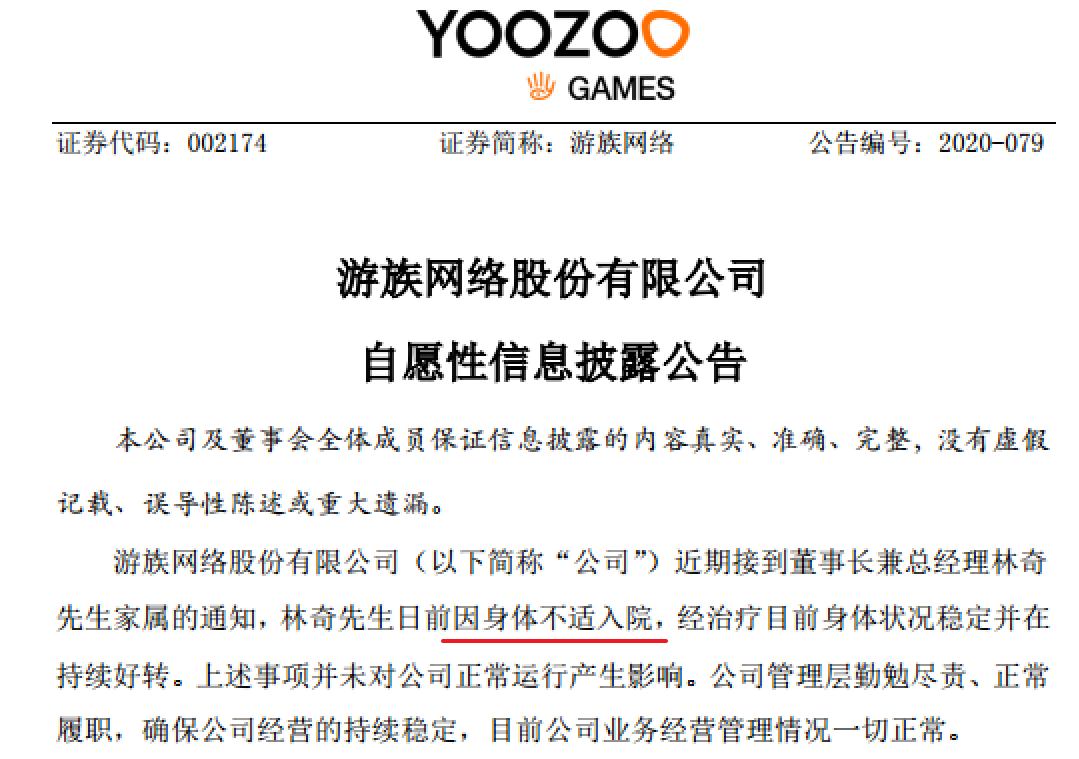 YOOZOO
GAMES
证券代码：002174 证券简称：游族网络 公告编号：2020-079
游族网络股份有限公司
自愿性信息披露公告
本公司及董事会全体成员保证信息披露的内容真实、准确、完整，没有虚假
记载、误导性陈述或重大遗漏。
游族网络股份有限公司（以下简称“公司”）近期接到董事长兼总经理林奇
先生家属的通知，林奇先生日前因身体不适入院，经治疗目前身体状况稳定并在
持续好转。上述事项并未对公司正常运行产生影响。公司管理层勤勉尽责、正常
履职，确保公司经营的持续稳定，目前公司业务经营管理情况一切正常。